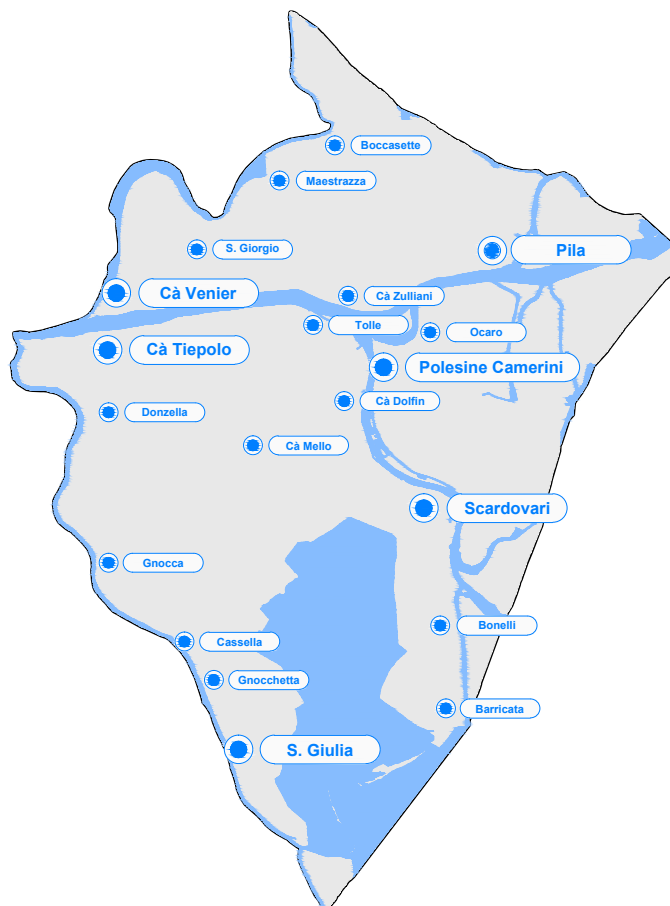 Boccasette
Maestrazza
S. Giorgio
Pila
Cà Venier
Cà Zulliani
Tolle
Ocaro
Cà Tiepolo
Polesine Camerini
Cà Dolfin
Donzella
Cà Mello
Scardovari
Gnocca
Bonelli
Cassella
Gnocchetta
Barricata
S. Giulia